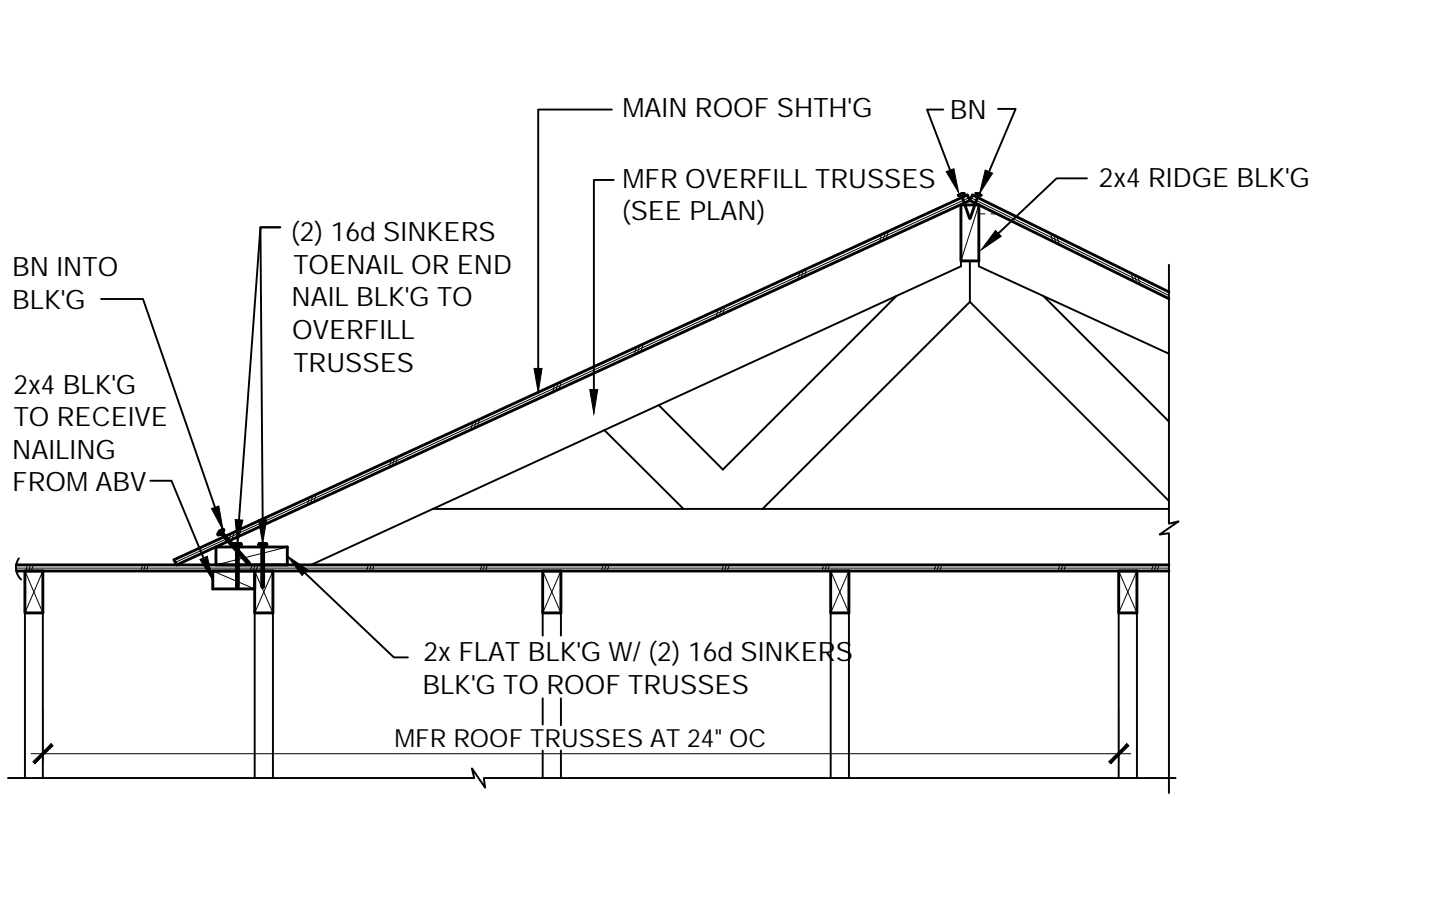 MAIN ROOF SHTH'G
BN
MFR OVERFILL TRUSSES
(SEE PLAN)
2x4 RIDGE BLK'G
(2) 16d SINKERS
TOENAIL OR END
NAIL BLK'G TO
OVERFILL
TRUSSES
BN INTO
BLK'G
2x4 BLK'G
TO RECEIVE
NAILING
FROM ABV
2x FLAT BLK'G W/ (2) 16d SINKERS
BLK'G TO ROOF TRUSSES
MFR ROOF TRUSSES AT 24" OC